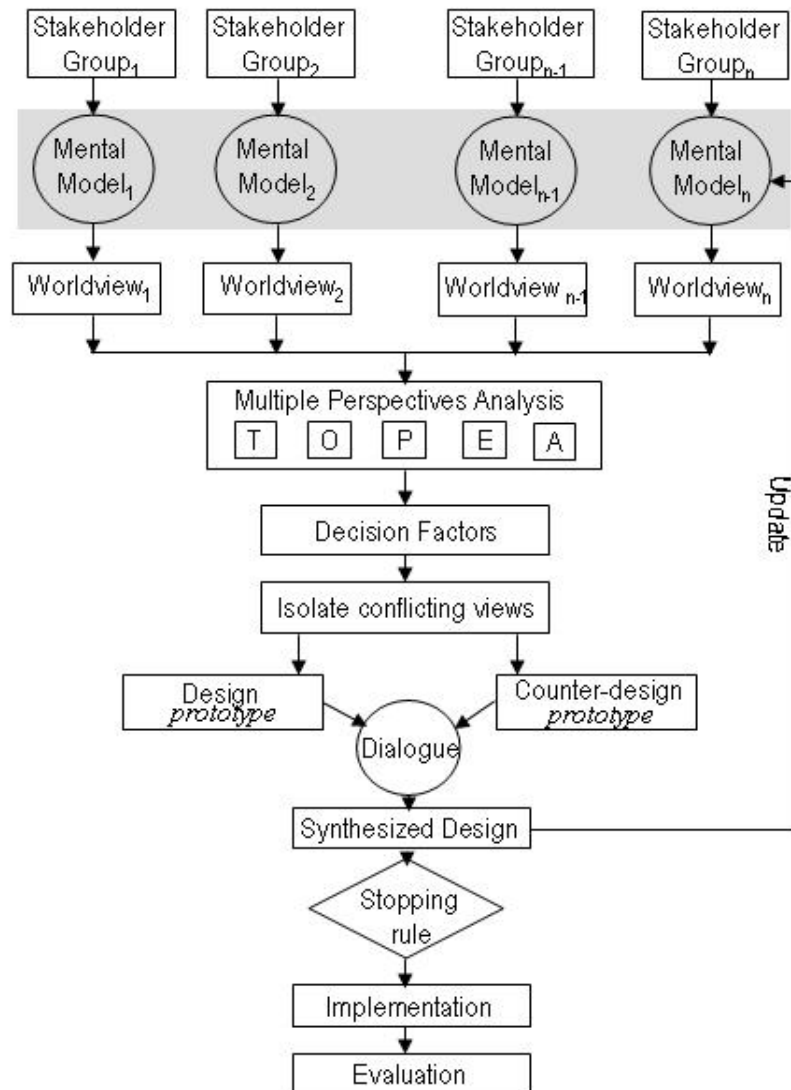 Stakeholder
Group1
Stakeholder
Group2
Stakeholder
Groupn-1
Stakeholder
Groupn
Mental
Model1
Mental
Model2
Mental
Modeln-1
Mental
Modeln
Worldview1
Worldview2
Worldview n-1
Worldviewn
Multiple Perspectives Analysis
T O P E A
Update
Decision Factors
Isolate conflicting views
Design
prototype
Counter-design
prototype
Dialogue
Synthesized Design
Stopping
rule
Implementation
Evaluation